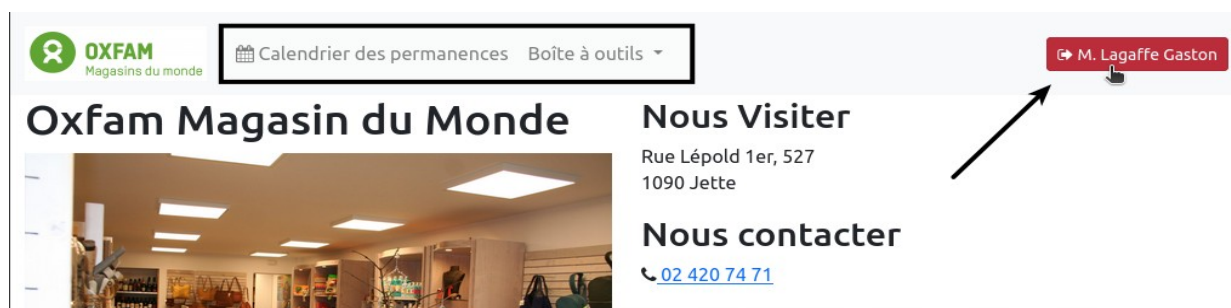 OXFAM
Magasins du monde
Calendrier des permanences Boîte à outils
M. Lagaffe Gaston
Oxfam Magasin du Monde
Nous Visiter
Rue Lépold 1er, 527
1090 Jette
Nous contacter
02 420 74 71